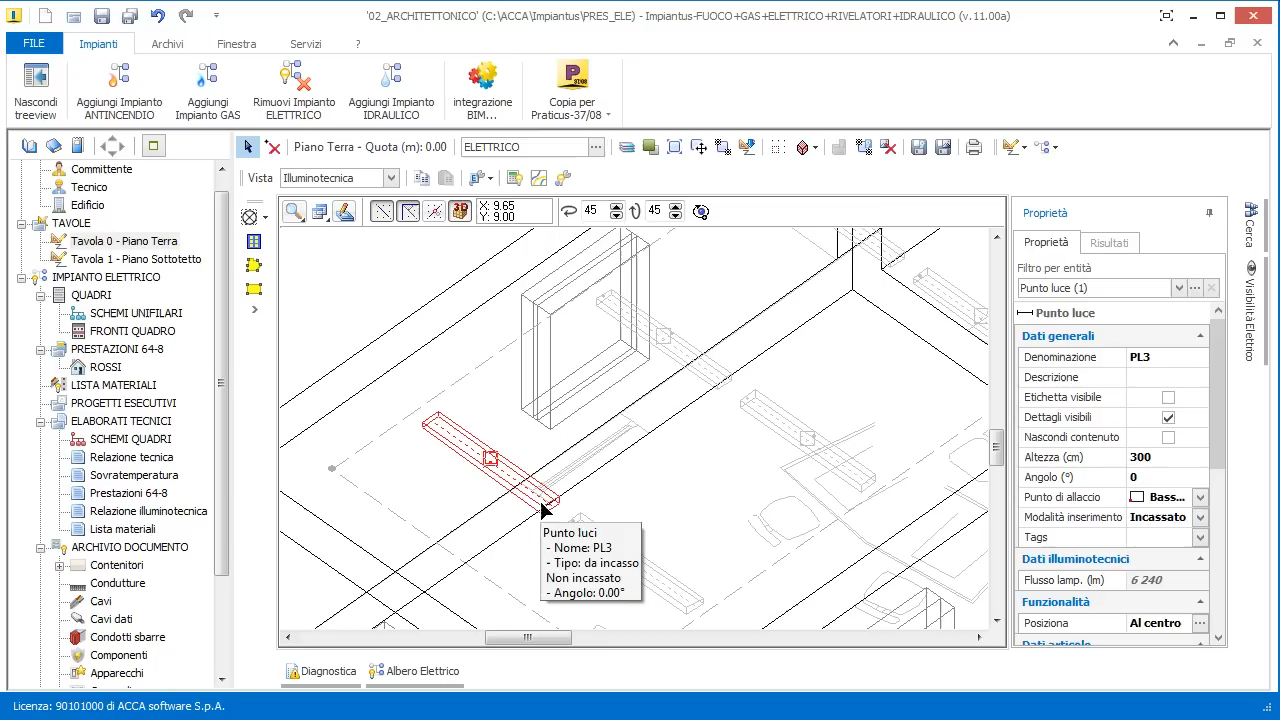 '02_ARCHITETTONICO' (C:\ACCA\Impiantus\PRES_ELE) - Impiantus-FUOCO+GAS+ELETTRICO+RIVELATORI+IDRAULICO (v.11.00a)
FILE
Impianti
Archivi
Finestra
Servizi
?
Nascondi treeview
Aggiungi Impianto ANTINCENDIO
Aggiungi Impianto GAS
Rimuovi Impianto ELETTRICO
Aggiungi Impianto IDRAULICO
integrazione BIM...
Copia per Praticus-37/08
Piano Terra - Quota (m): 0.00
ELETTRICO
Vista
Illuminotecnica
3D
X: 9.65
Y: 9.00
45
45
Committente
Tecnico
Edificio
TAVOLE
Tavola 0 - Piano Terra
Tavola 1 - Piano Sottotetto
IMPIANTO ELETTRICO
QUADRI
SCHEMI UNIFILARI
FRONTI QUADRO
PRESTAZIONI 64-8
ROSSI
LISTA MATERIALI
PROGETTI ESECUTIVI
ELABORATI TECNICI
SCHEMI QUADRI
Relazione tecnica
Sovratemperatura
Prestazioni 64-8
Relazione illuminotecnica
Lista materiali
ARCHIVIO DOCUMENTO
Contenitori
Condutture
Cavi
Cavi dati
Condotti sbarre
Componenti
Apparecchi
Punto luci
- Nome: PL3
- Tipo: da incasso
Non incassato
- Angolo: 0.00°
Diagnostica
Albero Elettrico
Proprietà
Proprietà
Risultati
Filtro per entità
Punto luce (1)
Punto luce
Dati generali
Denominazione PL3
Descrizione
Etichetta visibile
Dettagli visibili
Nascondi contenuto
Altezza (cm) 300
Angolo (°) 0
Punto di allaccio Bass...
Modalità inserimento Incassato
Tags
Dati illuminotecnici
Flusso lamp. (lm) 6 240
Funzionalità
Posiziona Al centro
Dati articolo
Cerca
Visibilità Elettrico
Licenza: 90101000 di ACCA software S.p.A.